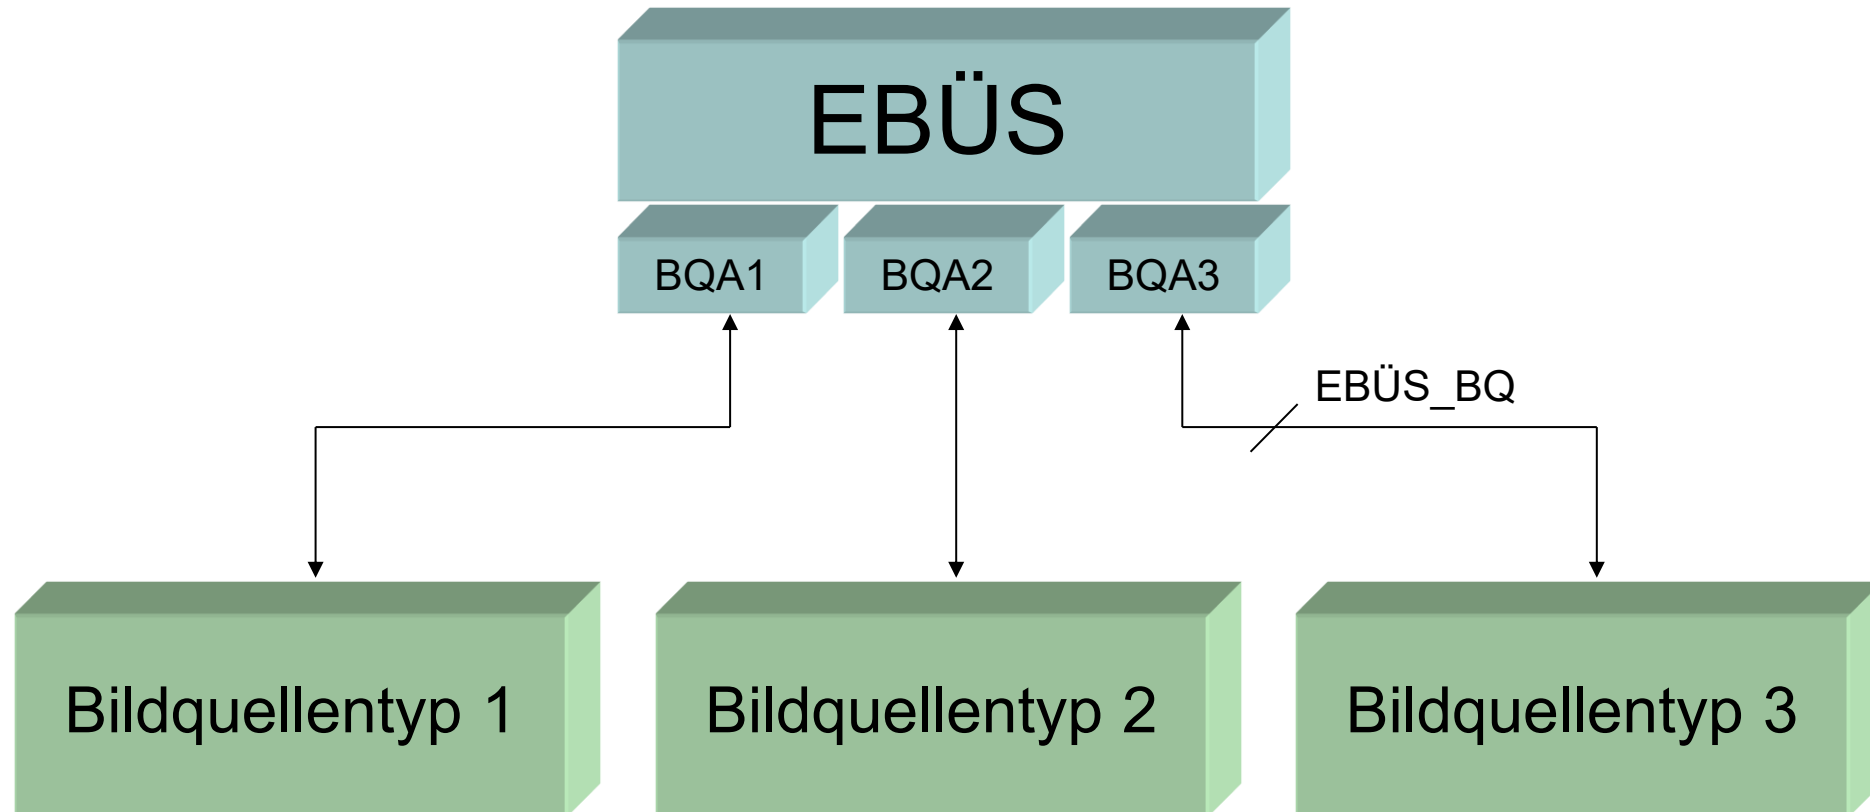 EBÜS
BQA1
BQA2
BQA3
EBÜS_BQ
Bildquellentyp 1
Bildquellentyp 2
Bildquellentyp 3